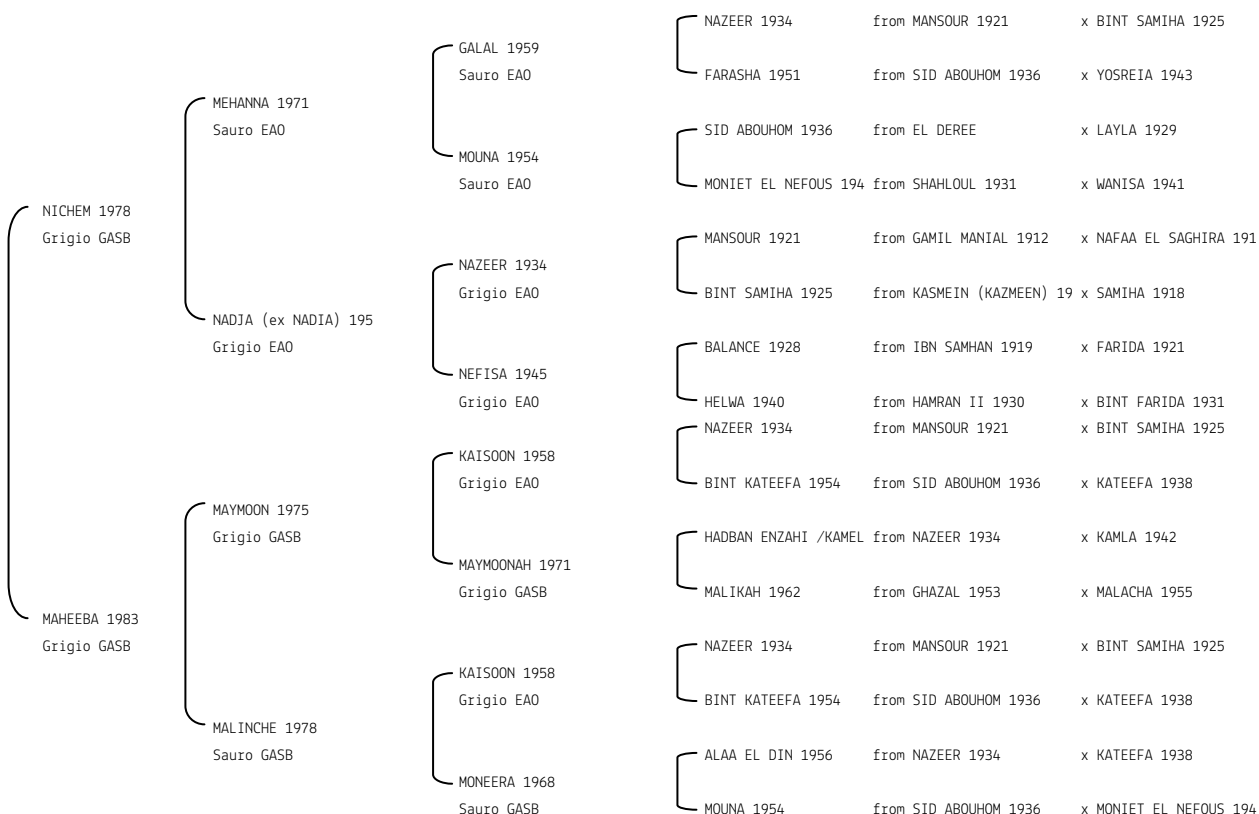 NAZEER 1934 from MANSOUR 1921 x BINT SAMIHA 1925
GALAL 1959
Sauro EAO
FARASHA 1951 from SID ABOUHOM 1936 x YOSREIA 1943
MEHANNA 1971
Sauro EAO
SID ABOUHOM 1936 from EL DEREE x LAYLA 1929
MOUNA 1954
Sauro EAO
MONIET EL NEFOUS 194 from SHAHLOUL 1931 x WANISA 1941
NICHEM 1978
Grigio GASB
MANSOUR 1921 from GAMIL MANIAL 1912 x NAFAA EL SAGHIRA 191
NAZEER 1934
Grigio EAO
BINT SAMIHA 1925 from KASMEIN (KAZMEEN) 19 x SAMIHA 1918
NADJA (ex NADIA) 195
Grigio EAO
BALANCE 1928 from IBN SAMHAN 1919 x FARIDA 1921
NEFISA 1945
Grigio EAO
HELWA 1940 from HAMRAN II 1930 x BINT FARIDA 1931
NAZEER 1934 from MANSOUR 1921 x BINT SAMIHA 1925
KAISOON 1958
Grigio EAO
BINT KATEEFA 1954 from SID ABOUHOM 1936 x KATEEFA 1938
MAYMOON 1975
Grigio GASB
HADBAN ENZAHI /KAMEL from NAZEER 1934 x KAMLA 1942
MAYMOONAH 1971
Grigio GASB
MALIKAH 1962 from GHAZAL 1953 x MALACHA 1955
MAHEEBA 1983
Grigio GASB
NAZEER 1934 from MANSOUR 1921 x BINT SAMIHA 1925
KAISOON 1958
Grigio EAO
BINT KATEEFA 1954 from SID ABOUHOM 1936 x KATEEFA 1938
MALINCHE 1978
Sauro GASB
ALAA EL DIN 1956 from NAZEER 1934 x KATEEFA 1938
MONEERA 1968
Sauro GASB
MOUNA 1954 from SID ABOUHOM 1936 x MONIET EL NEFOUS 194